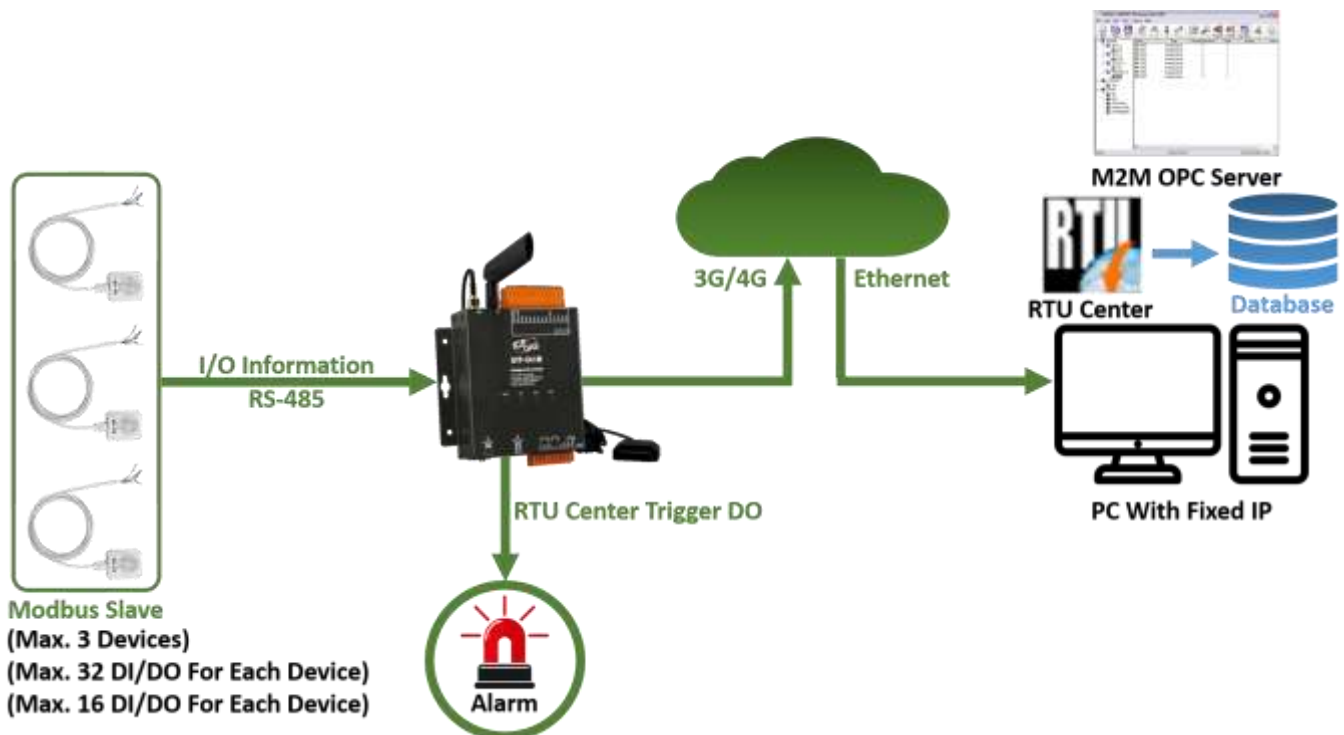 M2M OPC Server
RTU
RTU Center
Database
3G/4G
Ethernet
I/O Information
RS-485
PC With Fixed IP
RTU Center Trigger DO
Modbus Slave
(Max. 3 Devices)
(Max. 32 DI/DO For Each Device)
(Max. 16 DI/DO For Each Device)
Alarm